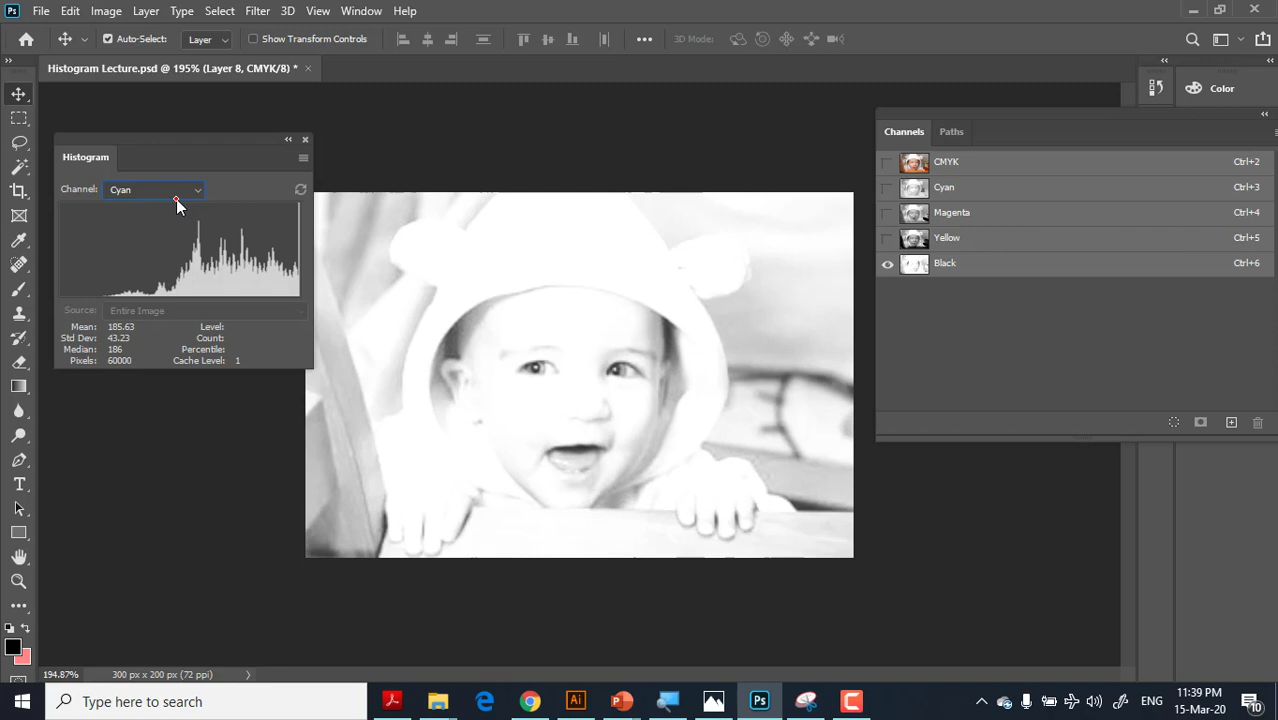 Ps File Edit Image Layer Type Select Filter 3D View Window Help
Auto-Select: Layer Show Transform Controls 3D Mode:
Histogram Lecture.psd @ 195% (Layer 8, CMYK/8) *
Color
Histogram
Channel: Cyan
Source: Entire Image
Mean: 185.63 Level:
Std Dev: 43.23 Count:
Median: 186 Percentile:
Pixels: 60000 Cache Level: 1
Channels Paths
CMYK Ctrl+2
Cyan Ctrl+3
Magenta Ctrl+4
Yellow Ctrl+5
Black Ctrl+6
194.87% 300 px x 200 px (72 ppi)
Type here to search
Ai Ps ENG 11:39 PM
15-Mar-20 10